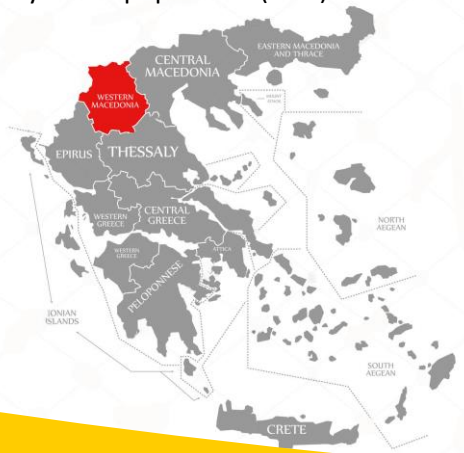 EASTERN MACEDONIA
AND THRACE
CENTRAL
MACEDONIA
WESTERN
MACEDONIA
MOUNT
ATHOS
EPIRUS
THESSALY
NORTH
AEGEAN
WESTERN
GREECE
CENTRAL
GREECE
ATTICA
WESTERN
GREECE
PELOPONNESE
IONIAN
ISLANDS
SOUTH
AEGEAN
CRETE